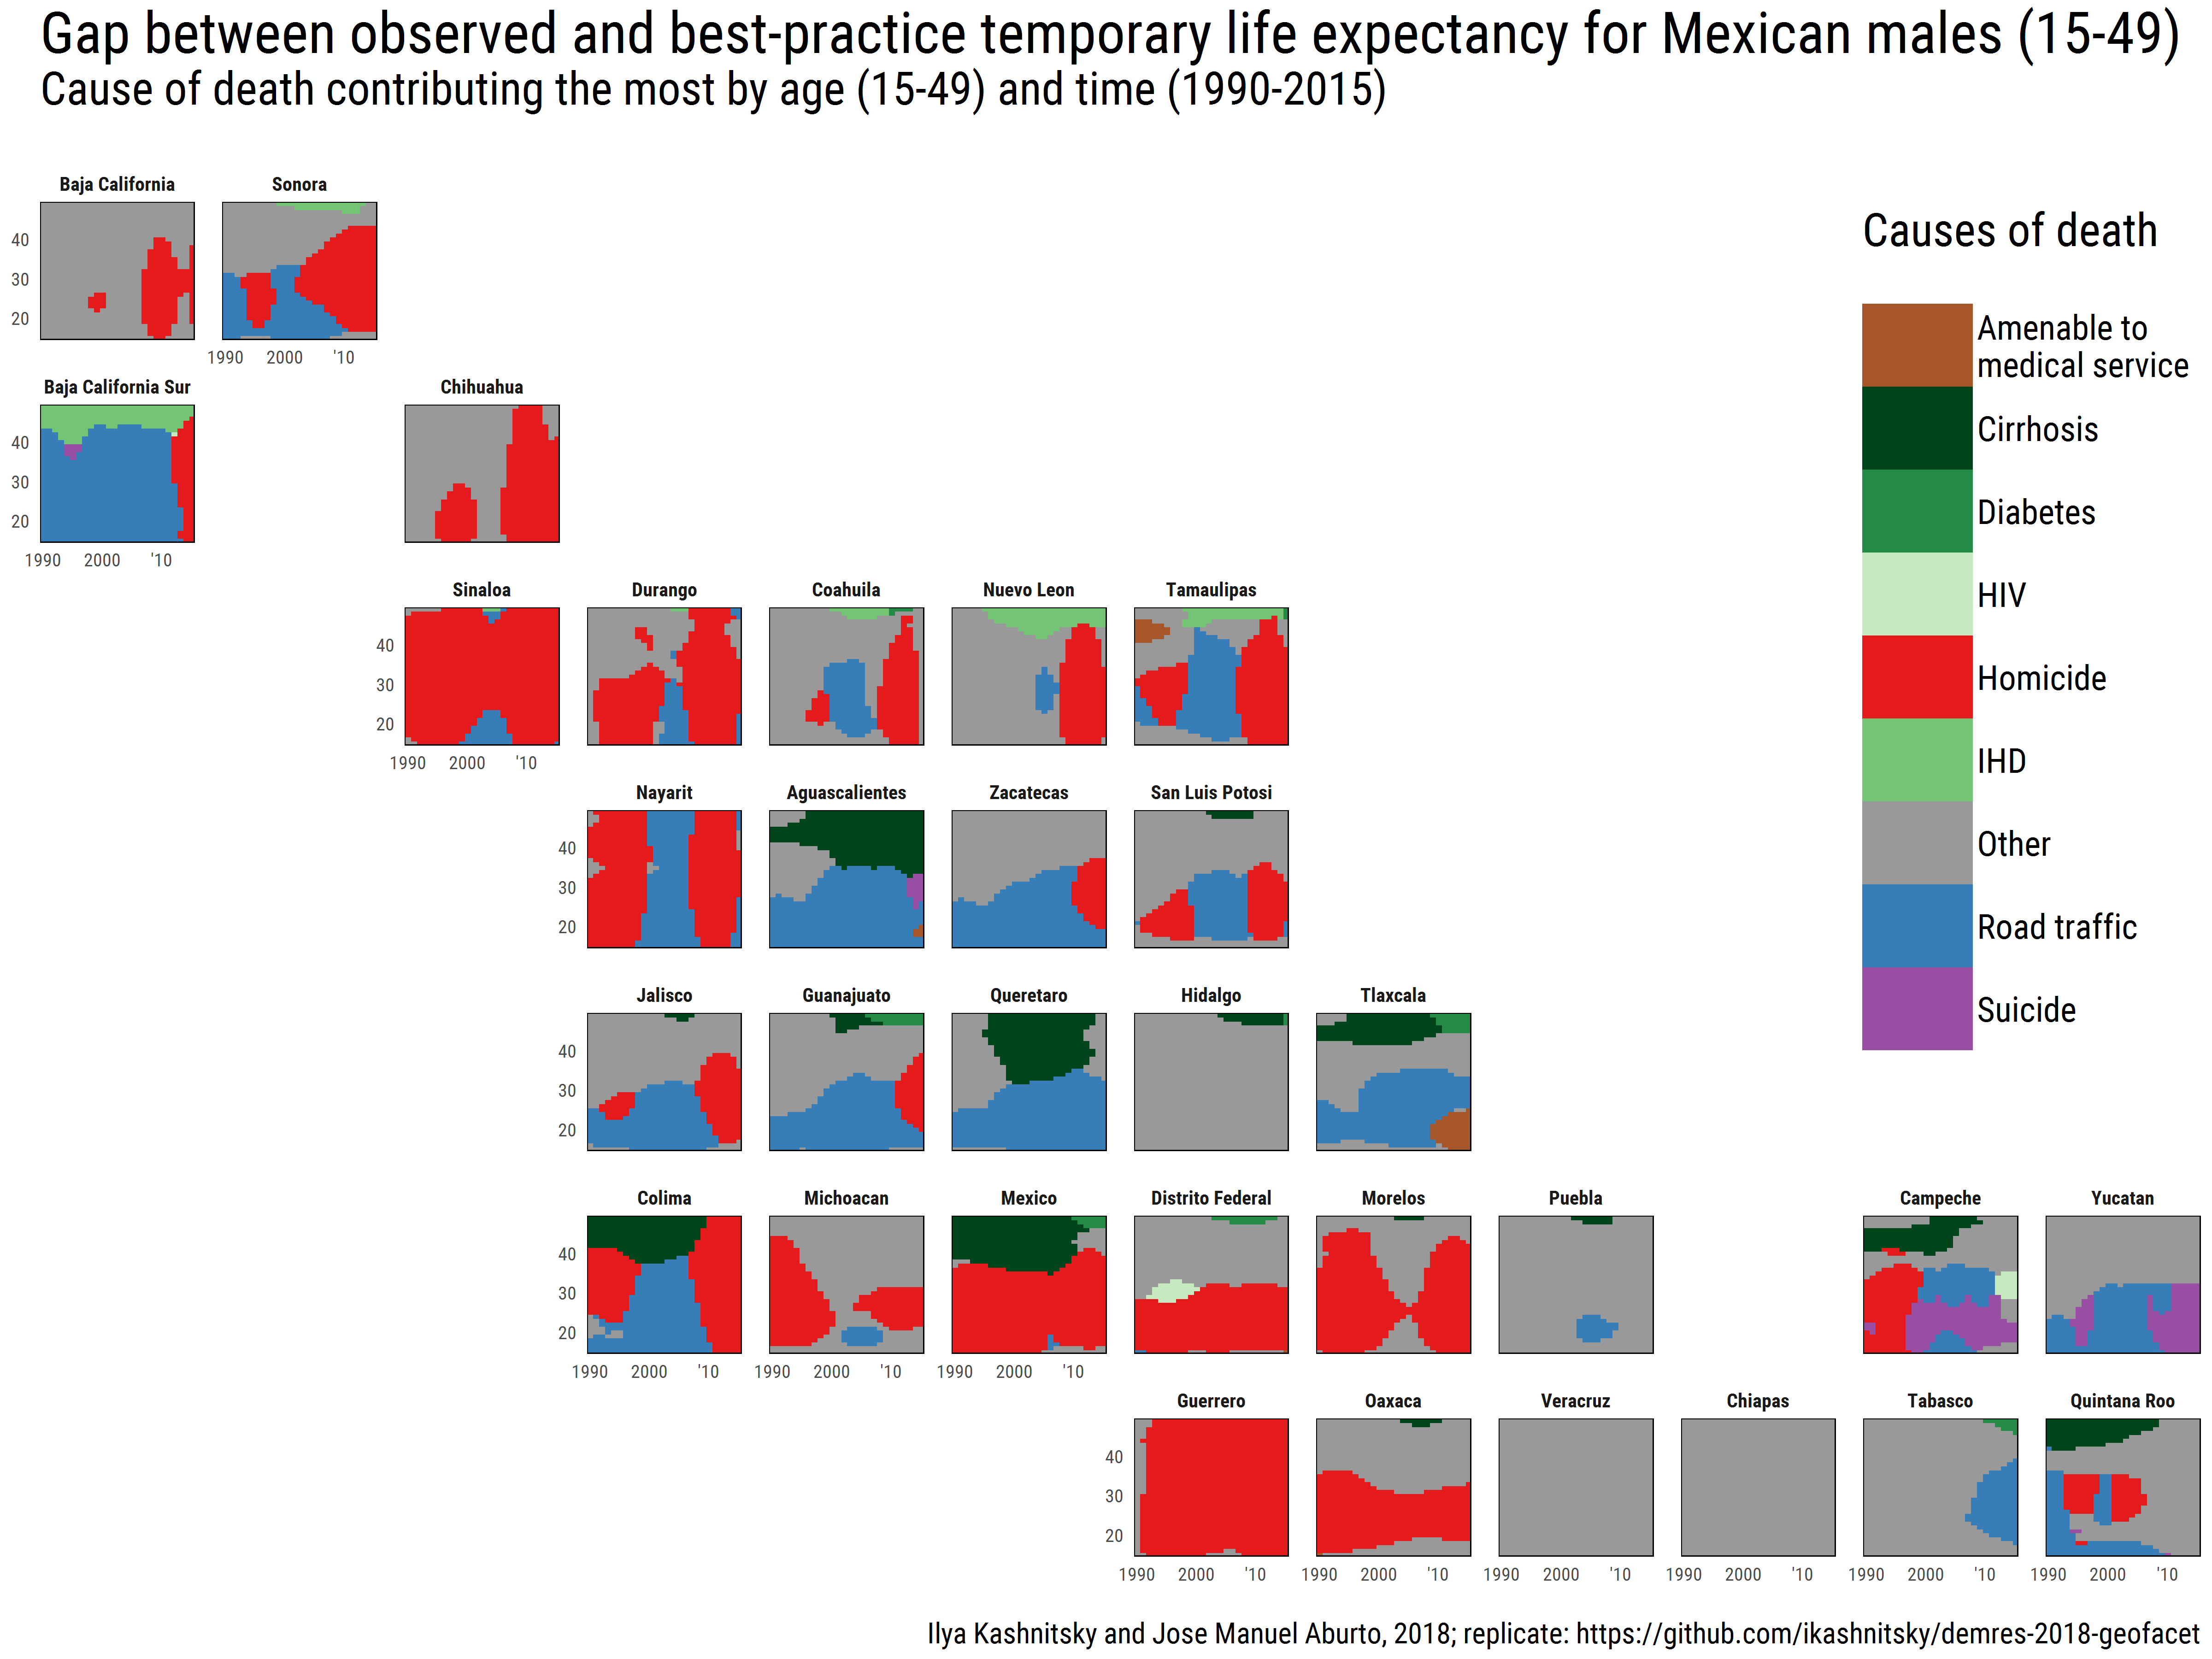 Gap between observed and best-practice temporary life expectancy for Mexican males (15-49)
Cause of death contributing the most by age (15-49) and time (1990-2015)
Baja California
Sonora
40
30
20
1990 2000 '10
Baja California Sur
Chihuahua
40
30
20
1990 2000 '10
Sinaloa
Durango
Coahuila
Nuevo Leon
Tamaulipas
40
30
20
1990 2000 '10
Nayarit
Aguascalientes
Zacatecas
San Luis Potosi
40
30
20
Jalisco
Guanajuato
Queretaro
Hidalgo
Tlaxcala
40
30
20
Colima
Michoacan
Mexico
Distrito Federal
Morelos
Puebla
Campeche
Yucatan
40
30
20
1990 2000 '10
1990 2000 '10
1990 2000 '10
Guerrero
Oaxaca
Veracruz
Chiapas
Tabasco
Quintana Roo
40
30
20
1990 2000 '10
1990 2000 '10
1990 2000 '10
1990 2000 '10
1990 2000 '10
1990 2000 '10
Causes of death
Amenable to
medical service
Cirrhosis
Diabetes
HIV
Homicide
IHD
Other
Road traffic
Suicide
Ilya Kashnitsky and Jose Manuel Aburto, 2018; replicate: https://github.com/ikashnitsky/demres-2018-geofacet